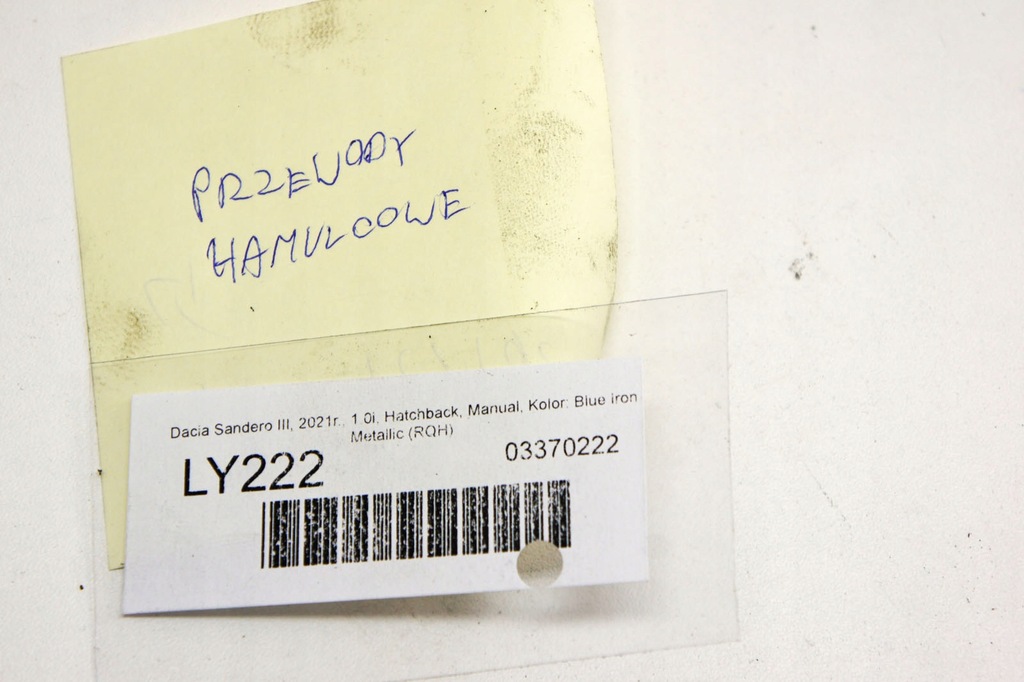 PRZEWODY
HAMULCOWE
Dacia Sandero III, 2021r., 1.0i, Hatchback, Manual, Kolor: Blue Iron
Metallic (RQH)
LY222
03370222